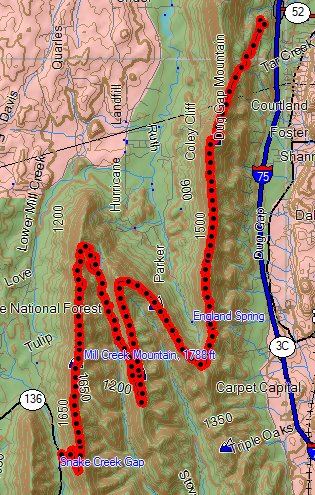 52
Quarles
Tar Creek
Davis
Landfill
Ruth
Coley Cliff
Dug Gap Mountain
Courtland
Foster
75
Lower Mill Creek
Hurricane
900
1200
1500
Dug Gap
Parker
Love
England Spring
e National Forest
Tulip
3C
Mill Creek Mountain, 1788 ft
1200
1650
Carpet Capital
136
1650
1350
Triple Oaks
Snake Creek Gap